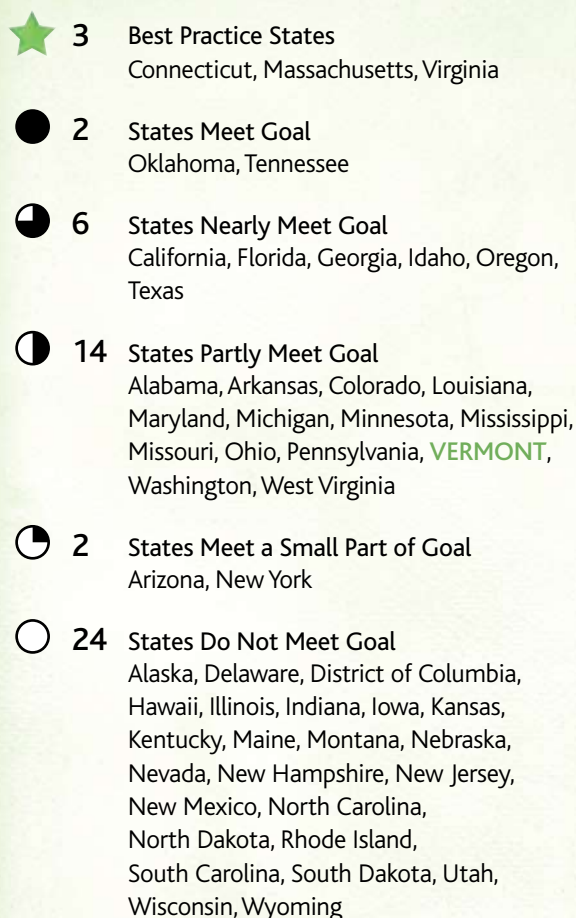 3 Best Practice States
Connecticut, Massachusetts, Virginia
2 States Meet Goal
Oklahoma, Tennessee
6 States Nearly Meet Goal
California, Florida, Georgia, Idaho, Oregon,
Texas
14 States Partly Meet Goal
Alabama, Arkansas, Colorado, Louisiana,
Maryland, Michigan, Minnesota, Mississippi,
Missouri, Ohio, Pennsylvania, VERMONT,
Washington, West Virginia
2 States Meet a Small Part of Goal
Arizona, New York
24 States Do Not Meet Goal
Alaska, Delaware, District of Columbia,
Hawaii, Illinois, Indiana, Iowa, Kansas,
Kentucky, Maine, Montana, Nebraska,
Nevada, New Hampshire, New Jersey,
New Mexico, North Carolina,
North Dakota, Rhode Island,
South Carolina, South Dakota, Utah,
Wisconsin, Wyoming